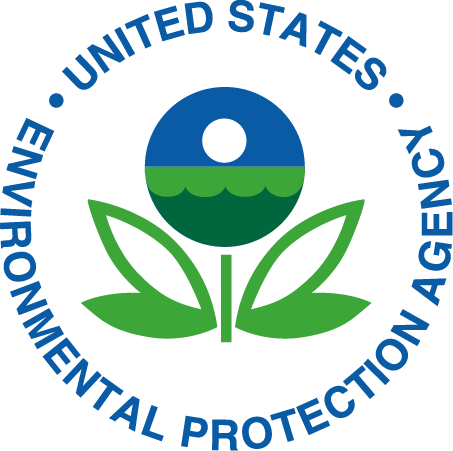 UNITED STATES
ENVIRONMENTAL PROTECTION AGENCY